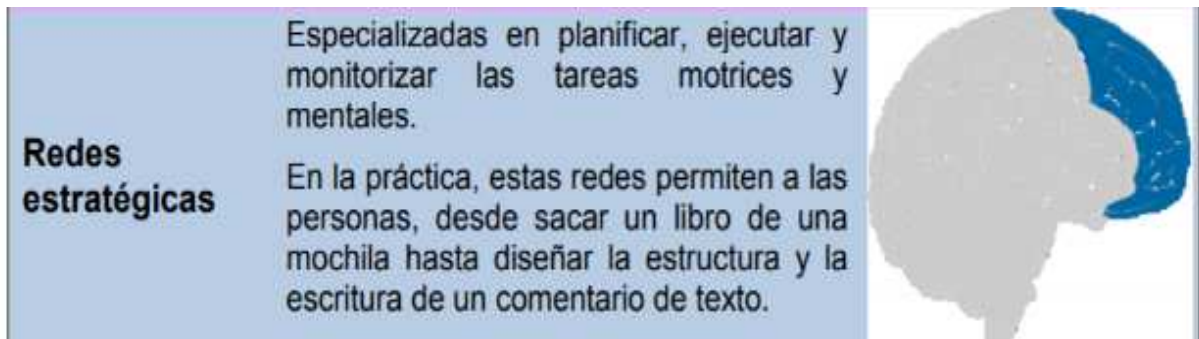 Redes
estratégicas
Especializadas en planificar, ejecutar y
monitorizar las tareas motrices y
mentales.
En la práctica, estas redes permiten a las
personas, desde sacar un libro de una
mochila hasta diseñar la estructura y la
escritura de un comentario de texto.